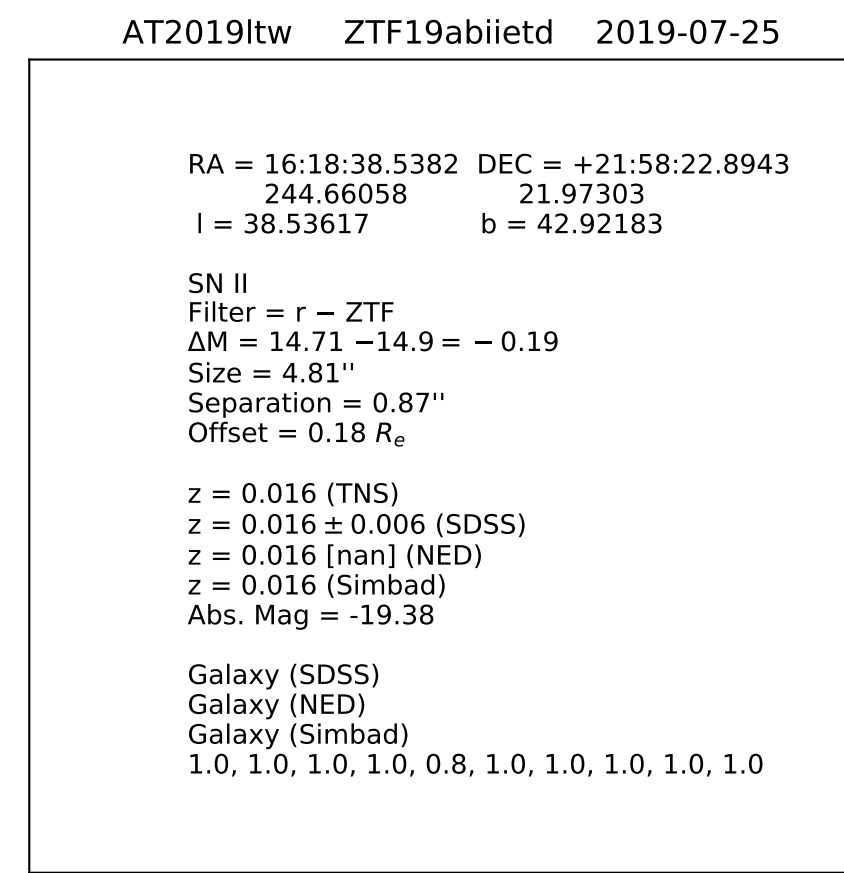 AT2019ltw ZTF19abiietd 2019-07-25
RA = 16:18:38.5382 DEC = +21:58:22.8943
244.66058 21.97303
l = 38.53617 b = 42.92183
SN II
Filter = r − ZTF
ΔM = 14.71 −14.9 = − 0.19
Size = 4.81''
Separation = 0.87''
Offset = 0.18 Re
z = 0.016 (TNS)
z = 0.016 ± 0.006 (SDSS)
z = 0.016 [nan] (NED)
z = 0.016 (Simbad)
Abs. Mag = -19.38
Galaxy (SDSS)
Galaxy (NED)
Galaxy (Simbad)
1.0, 1.0, 1.0, 1.0, 0.8, 1.0, 1.0, 1.0, 1.0, 1.0